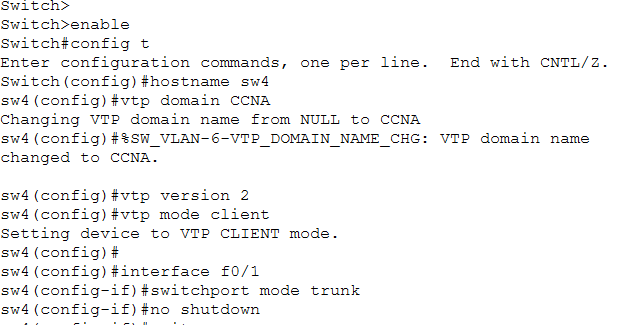 Switch>
Switch>enable
Switch#config t
Enter configuration commands, one per line.  End with CNTL/Z.
Switch(config)#hostname sw4
sw4(config)#vtp domain CCNA
Changing VTP domain name from NULL to CCNA
sw4(config)#%SW_VLAN-6-VTP_DOMAIN_NAME_CHG: VTP domain name
changed to CCNA.

sw4(config)#vtp version 2
sw4(config)#vtp mode client
Setting device to VTP CLIENT mode.
sw4(config)#
sw4(config)#interface f0/1
sw4(config-if)#switchport mode trunk
sw4(config-if)#no shutdown